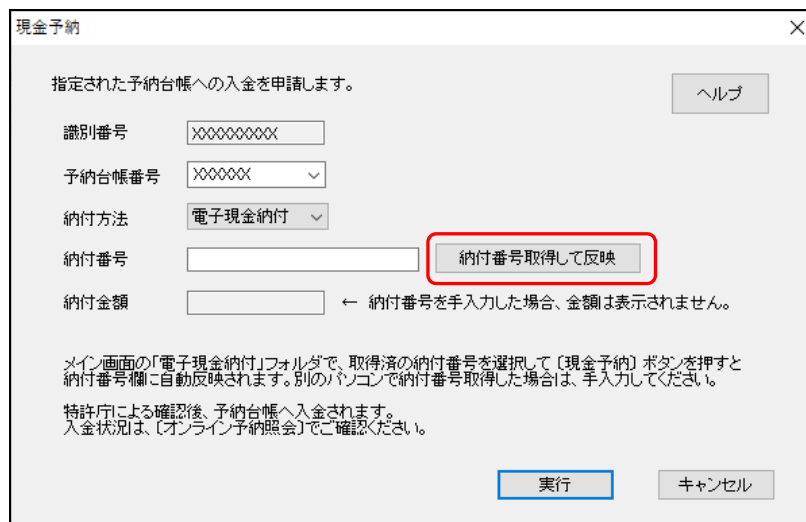 現金予納
指定された予納台帳への入金を申請します。
ヘルプ
識別番号 XXXXXXXXX
予納台帳番号 XXXXXX
納付方法 電子現金納付
納付番号 納付番号取得して反映
納付金額 ← 納付番号を手入力した場合、金額は表示されません。
メイン画面の「電子現金納付」フォルダで、取得済の納付番号を選択して〔現金予納〕ボタンを押すと
納付番号欄に自動反映されます。別のパソコンで納付番号取得した場合は、手入力してください。
特許庁による確認後、予納台帳へ入金されます。
入金状況は、〔オンライン予納照会〕でご確認ください。
実行 キャンセル